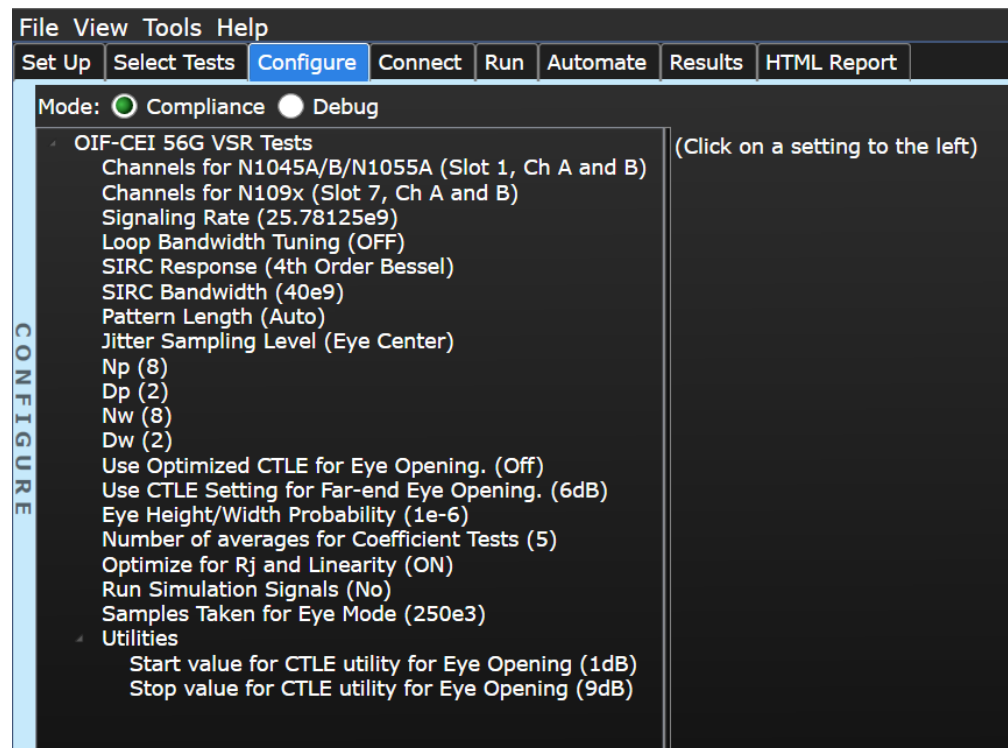 File View Tools Help
Set Up Select Tests Configure Connect Run Automate Results HTML Report
Mode: Compliance Debug
OIF-CEI 56G VSR Tests
Channels for N1045A/B/N1055A (Slot 1, Ch A and B)
Channels for N109x (Slot 7, Ch A and B)
Signaling Rate (25.78125e9)
Loop Bandwidth Tuning (OFF)
SIRC Response (4th Order Bessel)
SIRC Bandwidth (40e9)
Pattern Length (Auto)
Jitter Sampling Level (Eye Center)
Np (8)
Dp (2)
Nw (8)
Dw (2)
Use Optimized CTLE for Eye Opening. (Off)
Use CTLE Setting for Far-end Eye Opening. (6dB)
Eye Height/Width Probability (1e-6)
Number of averages for Coefficient Tests (5)
Optimize for Rj and Linearity (ON)
Run Simulation Signals (No)
Samples Taken for Eye Mode (250e3)
Utilities
Start value for CTLE utility for Eye Opening (1dB)
Stop value for CTLE utility for Eye Opening (9dB)
(Click on a setting to the left)
CONFIGURE